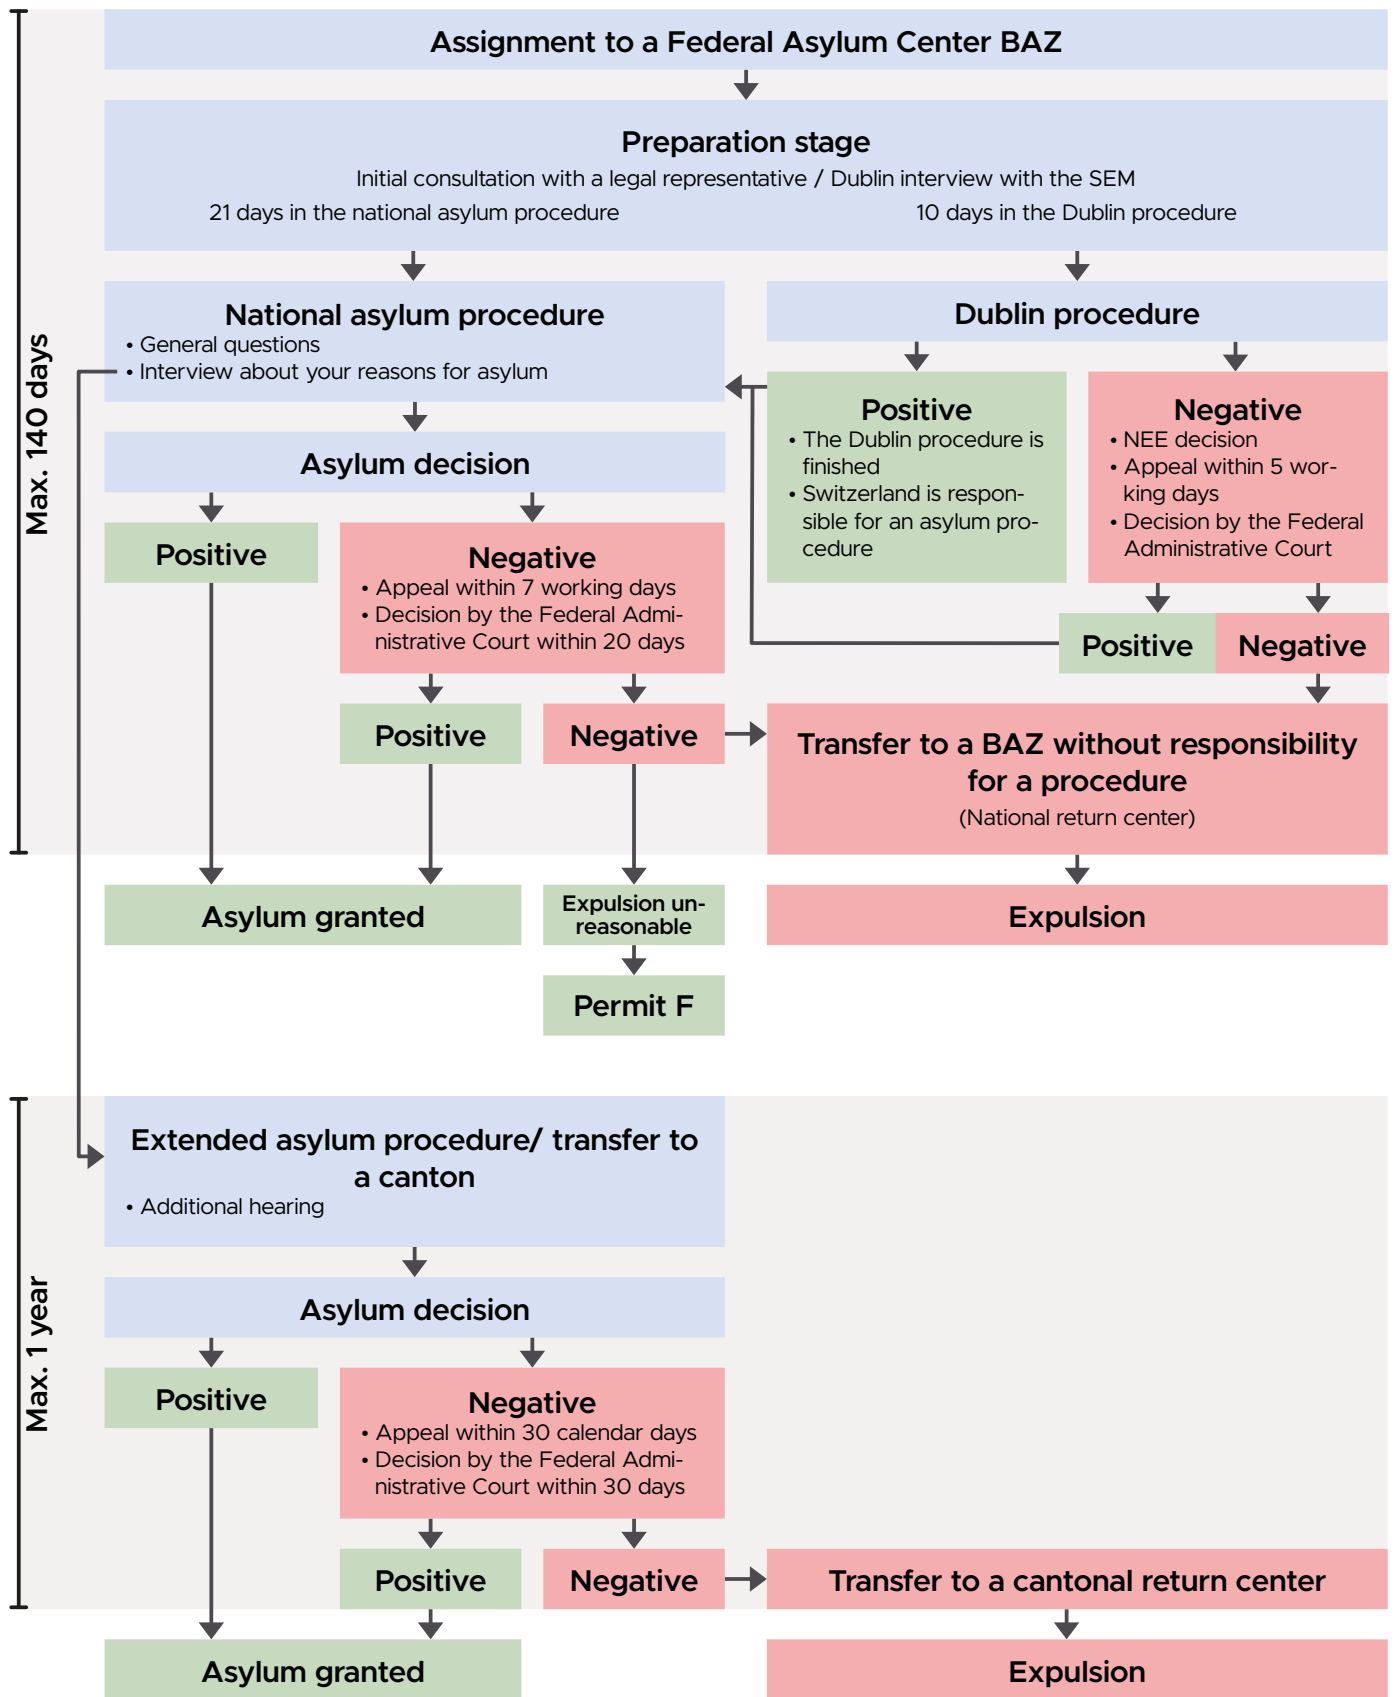 Assignment to a Federal Asylum Center BAZ
Preparation stage
Initial consultation with a legal representative / Dublin interview with the SEM
21 days in the national asylum procedure
10 days in the Dublin procedure
Max. 140 days
National asylum procedure
• General questions
• Interview about your reasons for asylum
Dublin procedure
Asylum decision
Positive
• The Dublin procedure is
finished
• Switzerland is respon-
sible for an asylum pro-
cedure
Negative
• NEE decision
• Appeal within 5 wor-
king days
• Decision by the Federal
Administrative Court
Positive
Negative
• Appeal within 7 working days
• Decision by the Federal Admi-
nistrative Court within 20 days
Positive
Negative
Positive
Negative
Transfer to a BAZ without responsibility
for a procedure
(National return center)
Asylum granted
Expulsion un-
reasonable
Expulsion
Permit F
Max. 1 year
Extended asylum procedure/ transfer to
a canton
• Additional hearing
Asylum decision
Positive
Negative
• Appeal within 30 calendar days
• Decision by the Federal Admi-
nistrative Court within 30 days
Positive
Negative
Transfer to a cantonal return center
Asylum granted
Expulsion